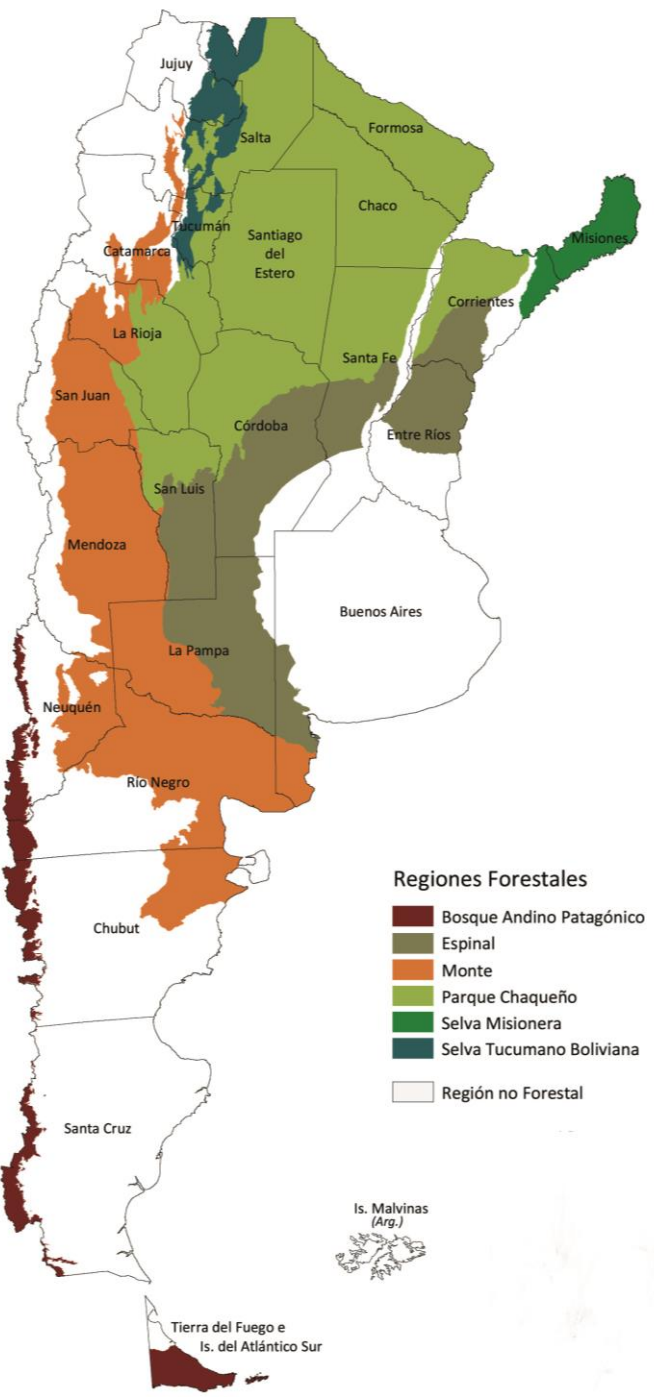 Jujuy
Salta
Formosa
Chaco
Misiones
Tucumán
Santiago
del
Estero
Catamarca
Corrientes
La Rioja
Santa Fe
San Juan
Córdoba
Entre Ríos
San Luis
Mendoza
Buenos Aires
La Pampa
Neuquén
Río Negro
Chubut
Regiones Forestales
Bosque Andino Patagónico
Espinal
Monte
Parque Chaqueño
Selva Misionera
Selva Tucumano Boliviana
Región no Forestal
Santa Cruz
Is. Malvinas
(Arg.)
Tierra del Fuego e
Is. del Atlántico Sur